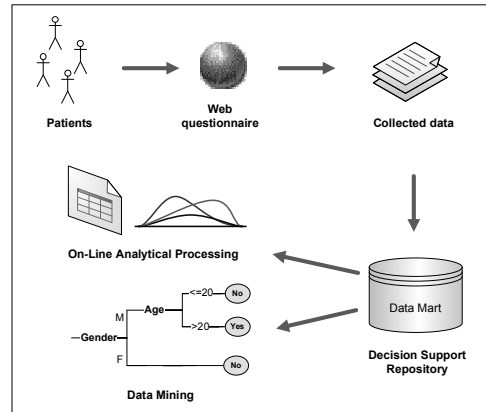 Patients
Web
questionnaire
Collected data
On-Line Analytical Processing
Data Mart
Decision Support
Repository
Gender
M
F
Age
<=20
>20
No
Yes
No
Data Mining